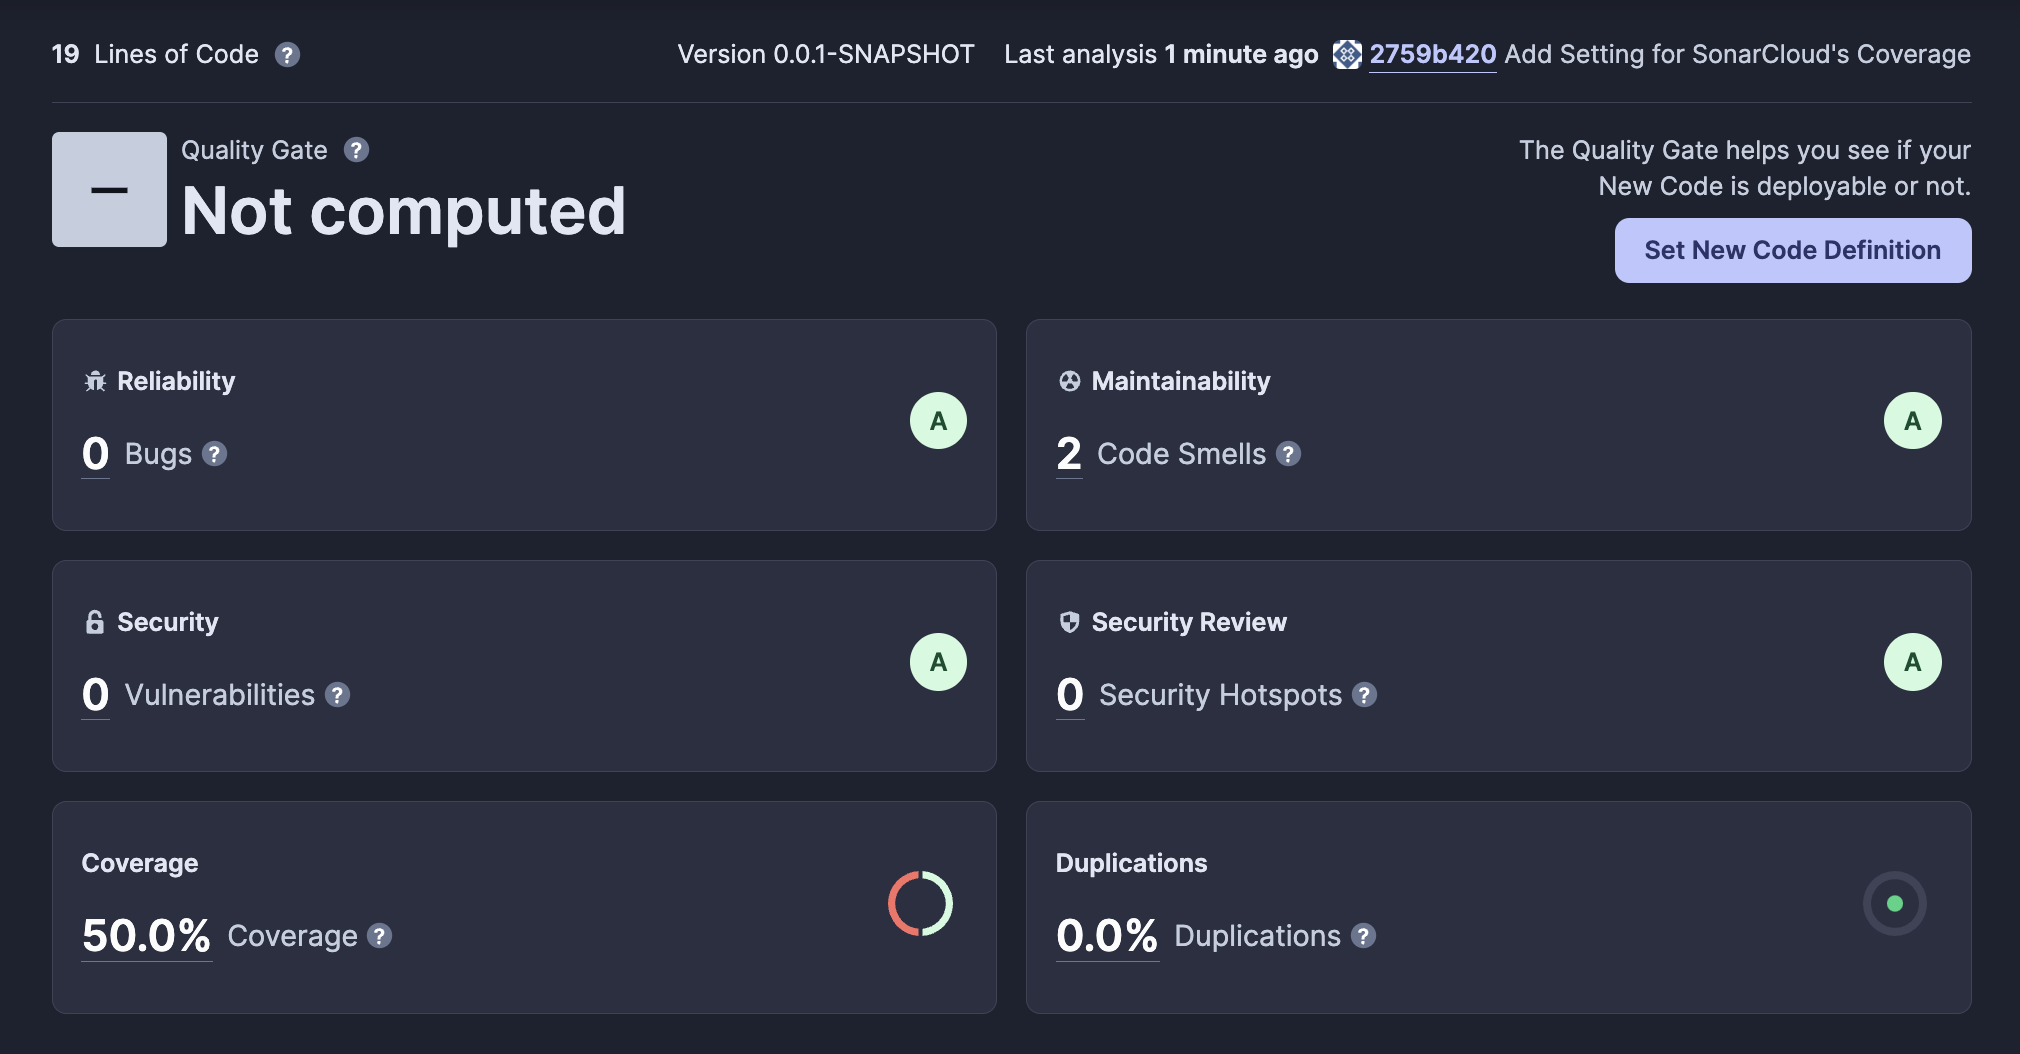 19 Lines of Code ? Version 0.0.1-SNAPSHOT Last analysis 1 minute ago 2759b420 Add Setting for SonarCloud's Coverage
Quality Gate ?
Not computed
The Quality Gate helps you see if your
New Code is deployable or not.
Set New Code Definition
Reliability
0 Bugs ?
A
Maintainability
2 Code Smells ?
A
Security
0 Vulnerabilities ?
A
Security Review
0 Security Hotspots ?
A
Coverage
50.0% Coverage ?
Duplications
0.0% Duplications ?